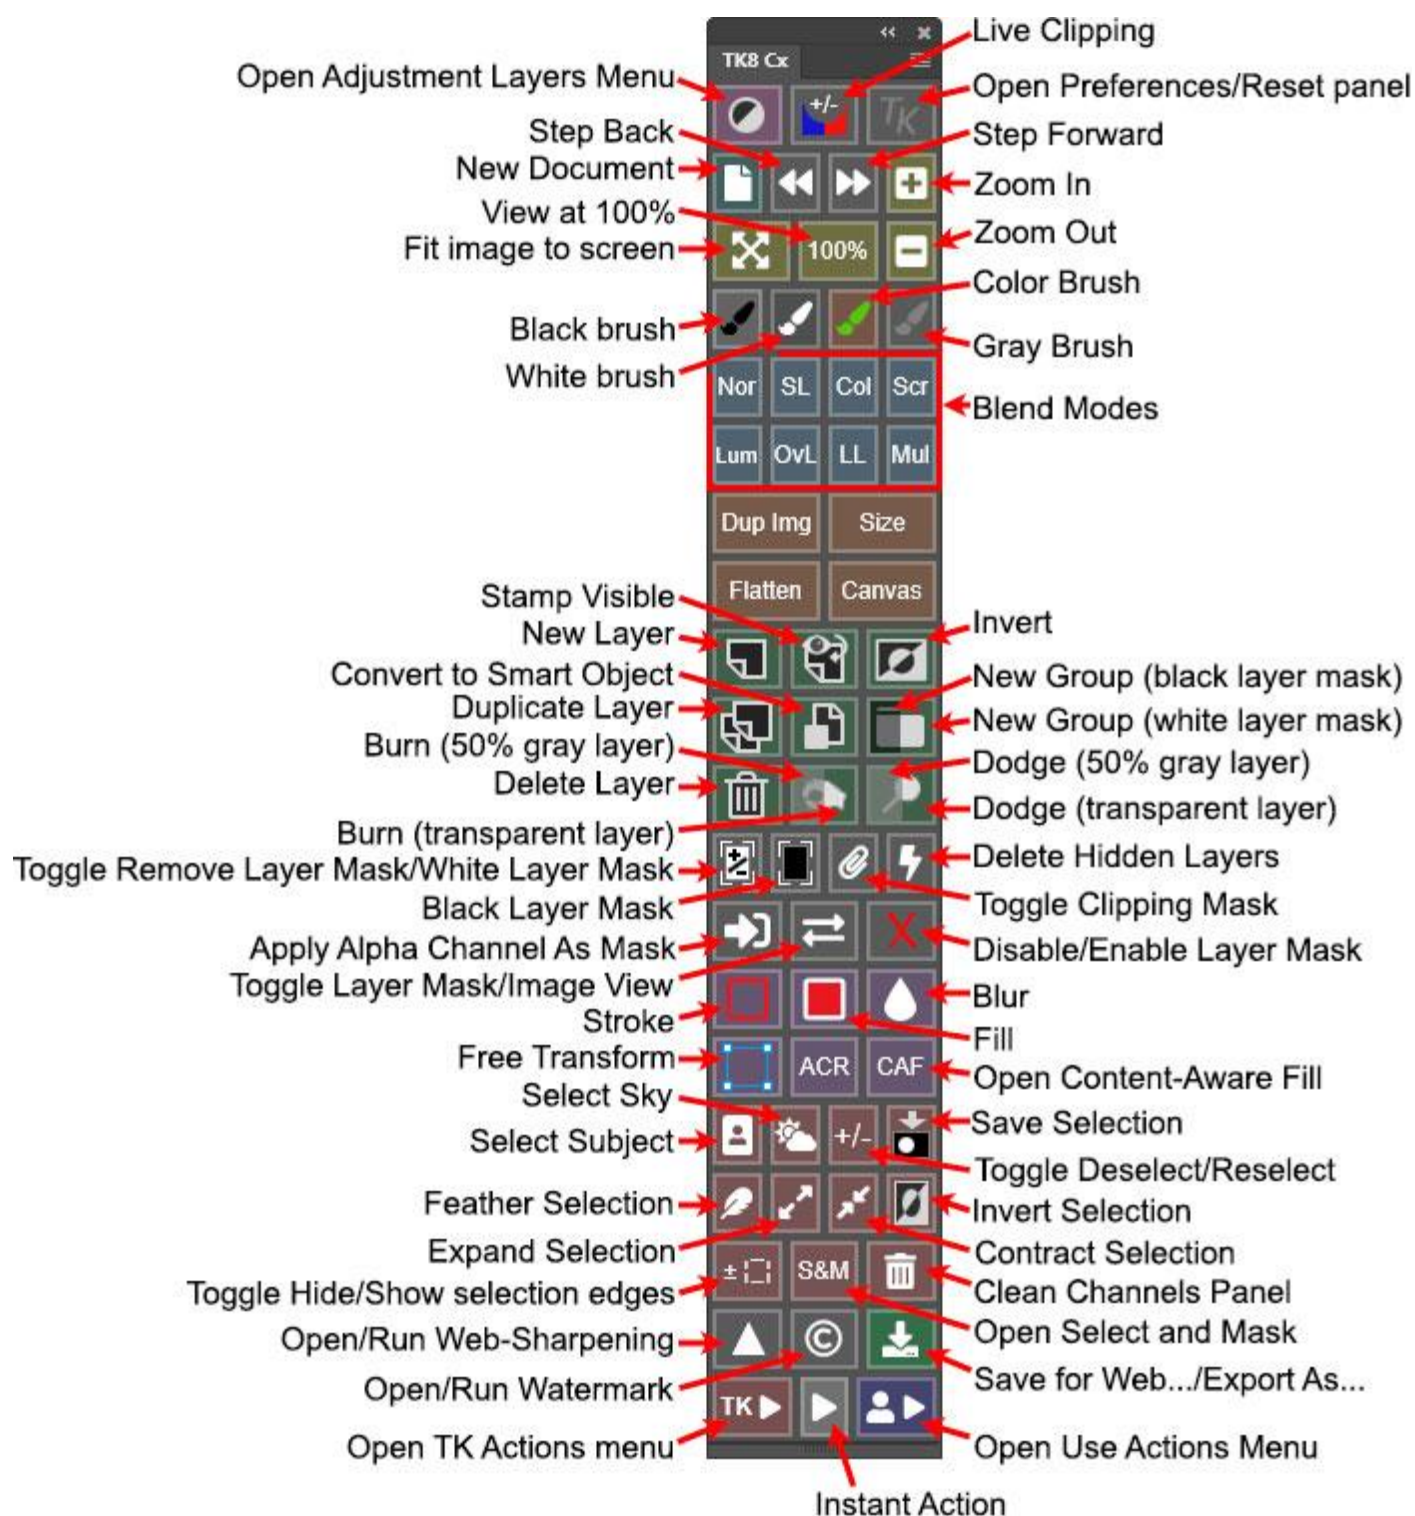 Live Clipping
TK8 Cx
Open Adjustment Layers Menu
+/-
TK
Open Preferences/Reset panel
Step Back
Step Forward
New Document
Zoom In
View at 100%
Zoom Out
Fit image to screen
100%
Color Brush
Black brush
Gray Brush
White brush
Nor SL Col Scr
Blend Modes
Lum OvL LL Mul
Dup Img Size
Flatten Canvas
Stamp Visible
Invert
New Layer
Convert to Smart Object
New Group (black layer mask)
Duplicate Layer
New Group (white layer mask)
Burn (50% gray layer)
Dodge (50% gray layer)
Delete Layer
Dodge (transparent layer)
Burn (transparent layer)
Delete Hidden Layers
Toggle Remove Layer Mask/White Layer Mask
Toggle Clipping Mask
Black Layer Mask
Apply Alpha Channel As Mask
X
Disable/Enable Layer Mask
Toggle Layer Mask/Image View
Blur
Stroke
Fill
Free Transform
ACR CAF
Open Content-Aware Fill
Select Sky
Save Selection
Select Subject
+/-
Toggle Deselect/Reselect
Feather Selection
Invert Selection
Expand Selection
Contract Selection
±
S&M
Toggle Hide/Show selection edges
Clean Channels Panel
Open/Run Web-Sharpening
©
Open Select and Mask
Open/Run Watermark
Save for Web.../Export As...
TK
Open TK Actions menu
Open Use Actions Menu
Instant Action